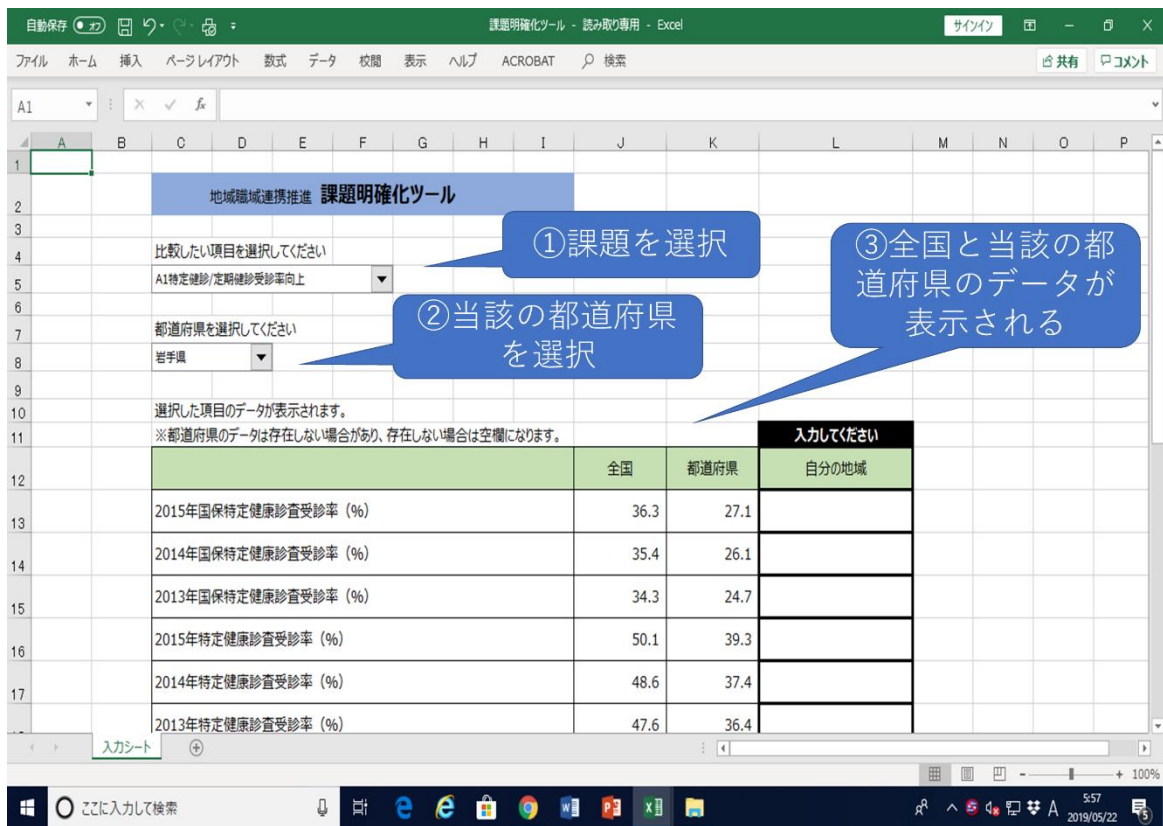 自動保存 オフ
課題明確化ツール - 読み取り専用 - Excel
サインイン
ファイル ホーム 挿入 ページ レイアウト 数式 データ 校閲 表示 ヘルプ ACROBAT 検索
共有 コメント
A1
fx
A B C D E F G H I J K L M N O P
1
2 地域職域連携推進 課題明確化ツール
3
4 比較したい項目を選択してください
5 A1特定健診/定期健診受診率向上
6
7 都道府県を選択してください
8 岩手県
9
10 選択した項目のデータが表示されます。
11 ※都道府県のデータは存在しない場合があり、存在しない場合は空欄になります。 入力してください
12 全国 都道府県 自分の地域
13 2015年国保特定健康診査受診率（%） 36.3 27.1
14 2014年国保特定健康診査受診率（%） 35.4 26.1
15 2013年国保特定健康診査受診率（%） 34.3 24.7
16 2015年特定健康診査受診率（%） 50.1 39.3
17 2014年特定健康診査受診率（%） 48.6 37.4
2013年特定健康診査受診率（%） 47.6 36.4
①課題を選択
②当該の都道府県
を選択
③全国と当該の都
道府県のデータが
表示される
入力シート
100%
ここに入力して検索
A
5:57
2019/05/22
5